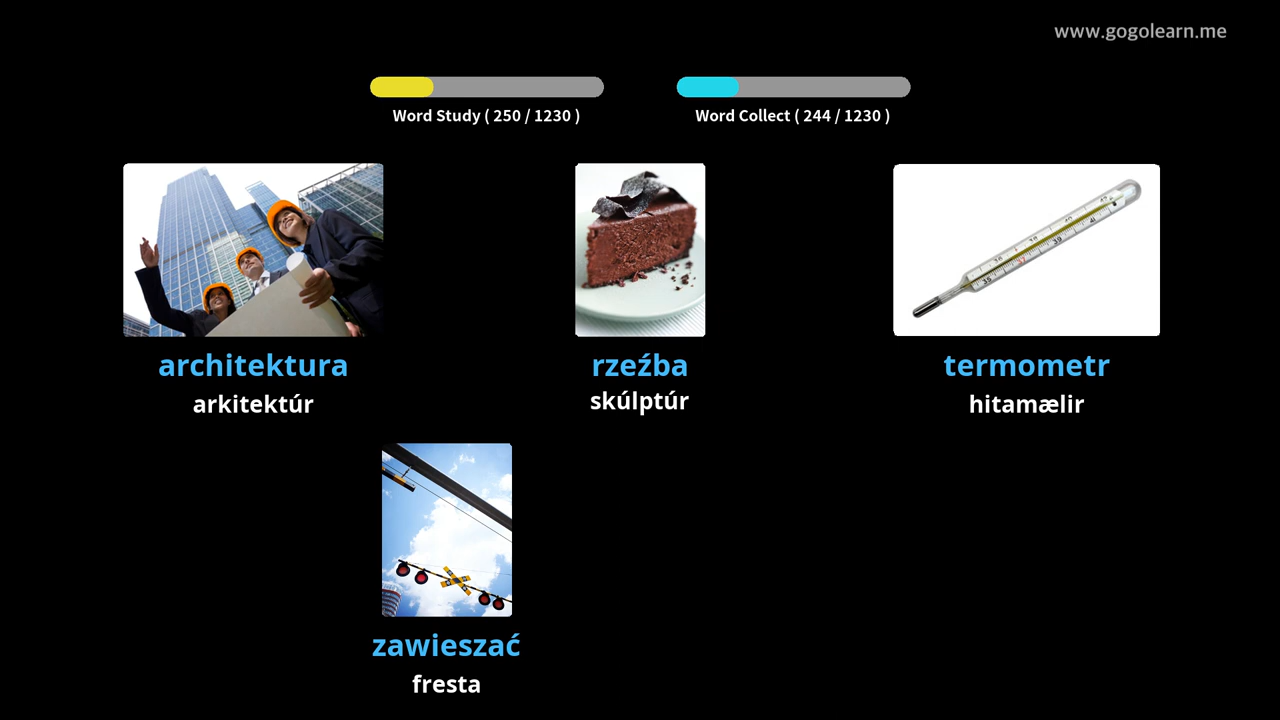 www.gogolearn.me
Word Study ( 250 / 1230 )
Word Collect ( 244 / 1230 )
architektura
arkitektúr
rzeźba
skúlptúr
termometr
hitamælir
zawieszać
fresta